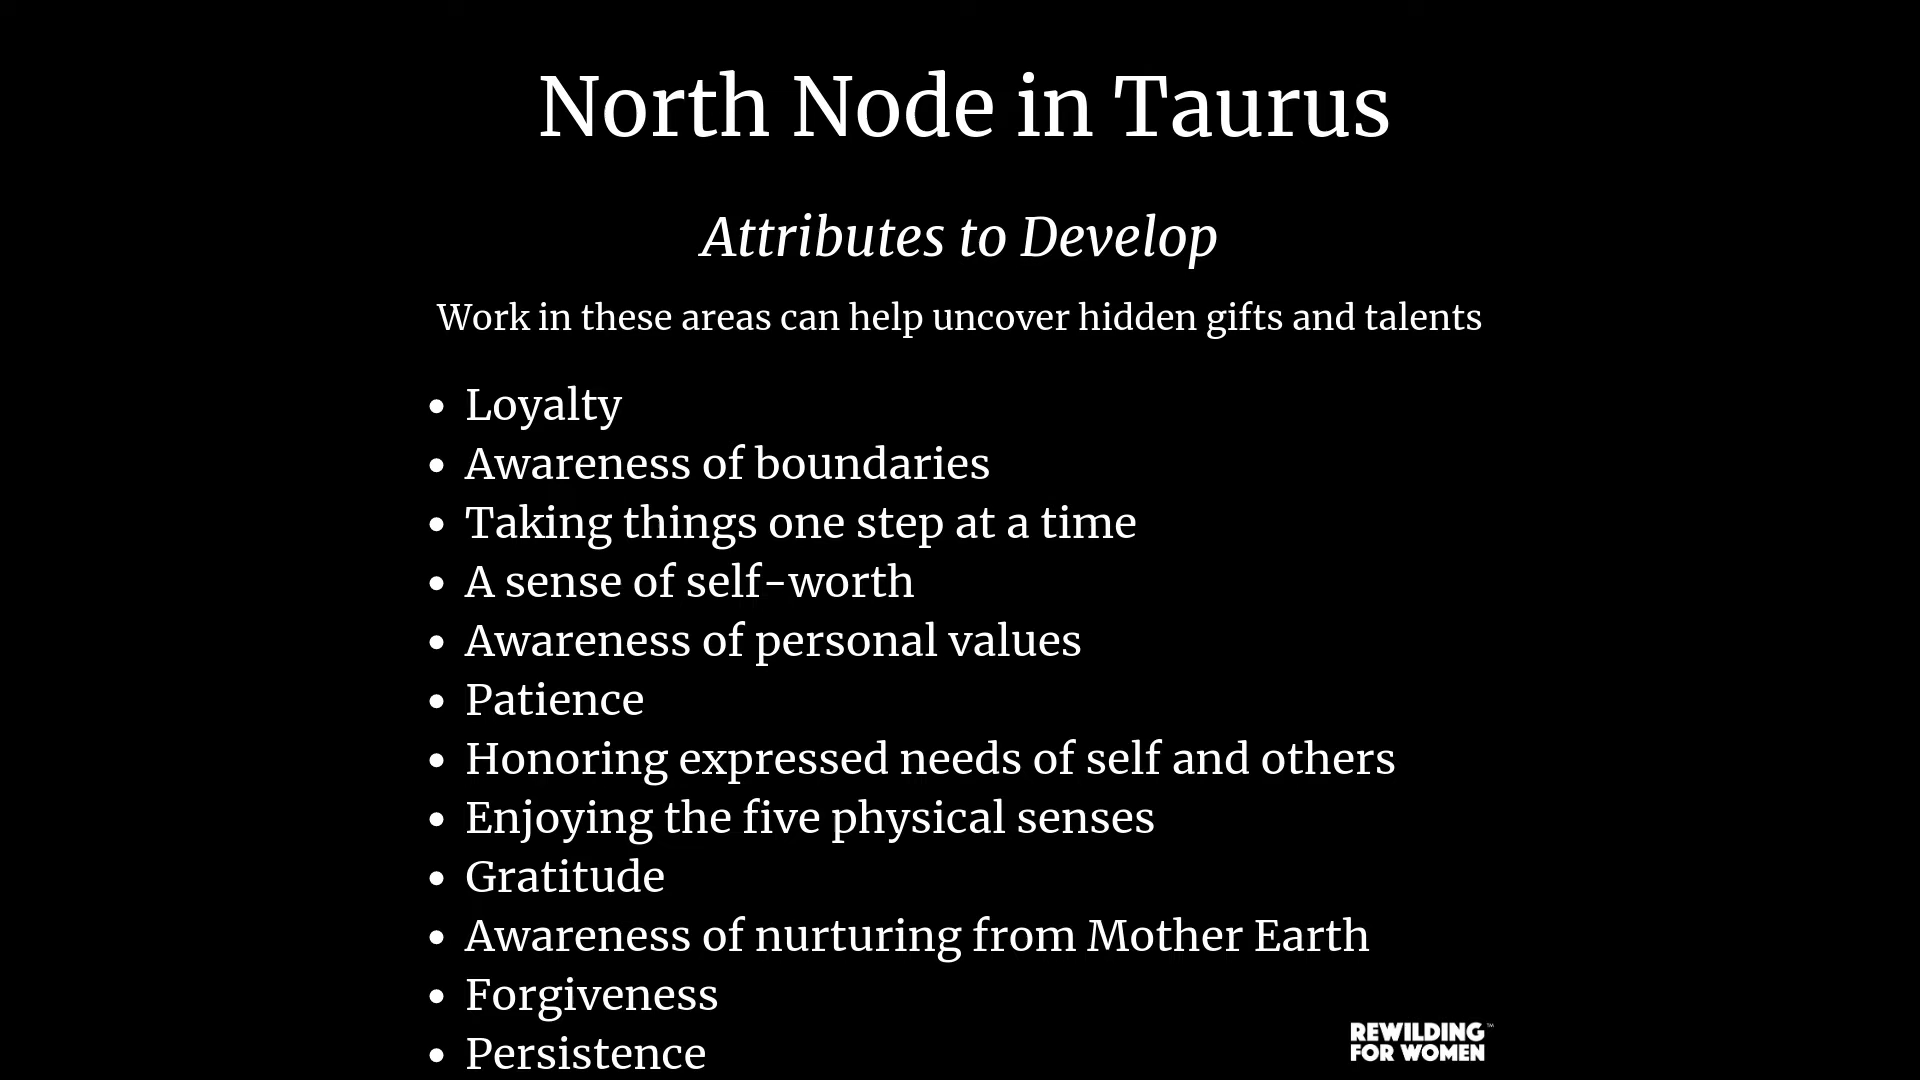 North Node in Taurus
Attributes to Develop
Work in these areas can help uncover hidden gifts and talents
• Loyalty
• Awareness of boundaries
• Taking things one step at a time
• A sense of self-worth
• Awareness of personal values
• Patience
• Honoring expressed needs of self and others
• Enjoying the five physical senses
• Gratitude
• Awareness of nurturing from Mother Earth
• Forgiveness
• Persistence
REWILDING™
FOR WOMEN